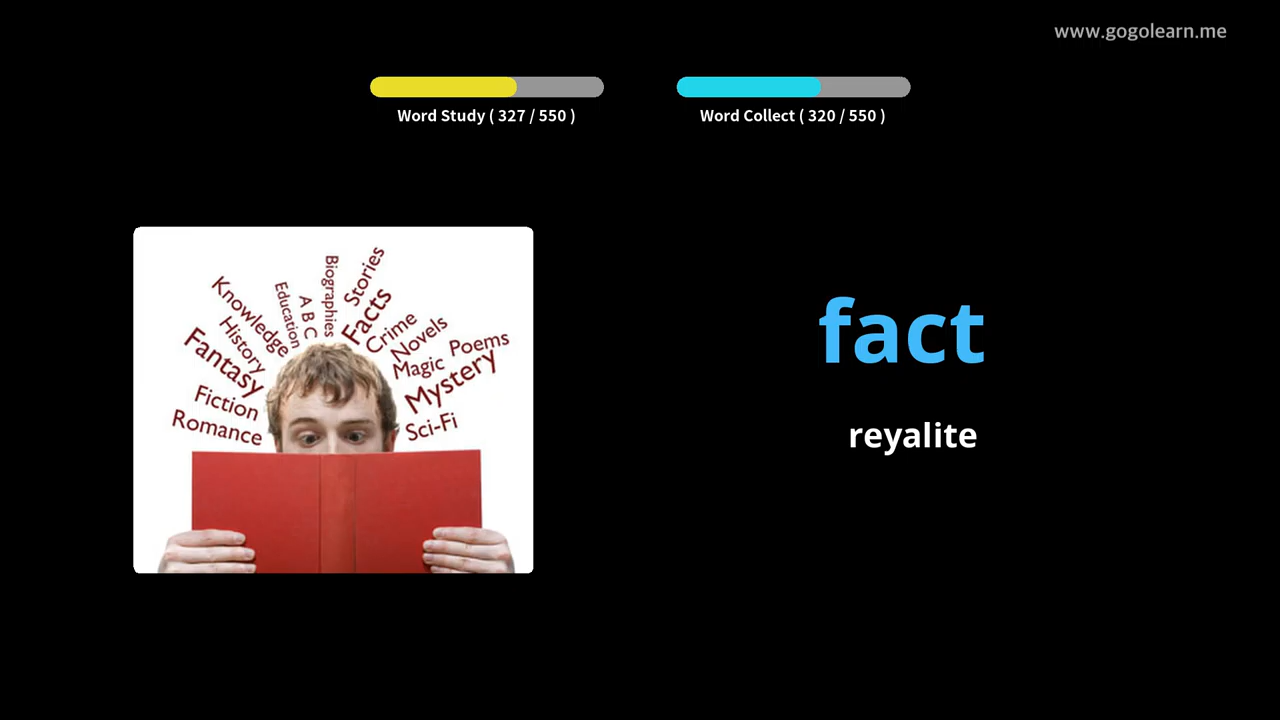 www.gogolearn.me
Word Study ( 327 / 550 )
Word Collect ( 320 / 550 )
Biographies
Stories
Education
A B C
Facts
Knowledge
History
Crime
Novels
Poems
Fantasy
Magic
Mystery
Fiction
Romance
Sci-Fi
fact
reyalite